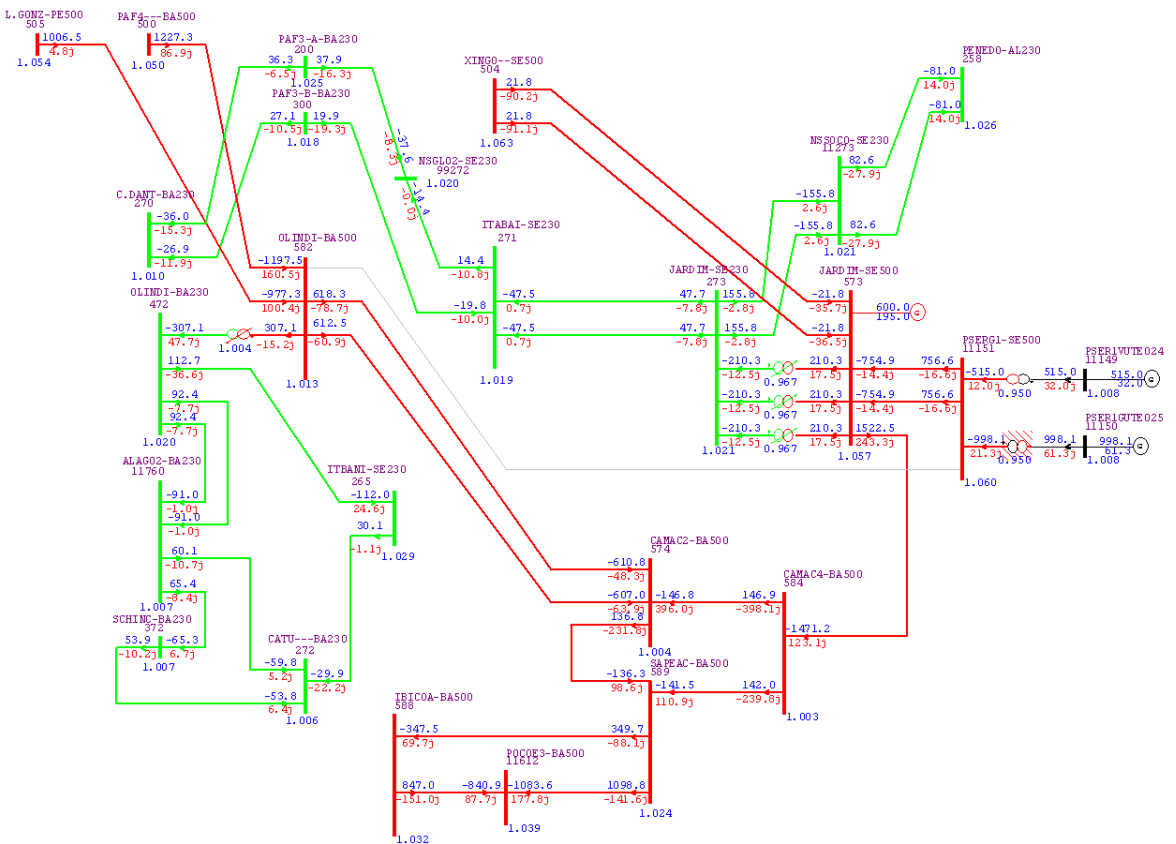 L.GONZ-PE500
505
1006.5
4.8j
1.054
PAF4---BA500
500
1227.3
86.9j
1.050
PAF3-A-BA230
200
36.3 37.9
-6.5j -16.3j
1.025
PAF3-B-BA230
300
27.1 19.9
-10.5j -19.3j
1.018
XINGO--SE500
504
21.8
-90.2j
21.8
-91.1j
1.063
PENEDO-AL230
258
-81.0
14.0j
-81.0
14.0j
1.026
NSSOCO-SE230
11273
82.6
-27.9j
-155.8
2.6j
-155.8 82.6
2.6j -27.9j
1.021
-37.6
-8.3j
NSGLO2-SE230
99272
1.020
-14.4
-0.0j
C.DANT-BA230
270
-36.0
-15.3j
-26.9
-11.9j
1.010
ITABAI-SE230
271
14.4
-10.8j
-19.8 -47.5
-10.0j 0.7j
-47.5
0.7j
1.019
OLINDI-BA500
582
-1197.5
160.5j
-977.3 618.3
100.4j -78.7j
307.1 612.5
-15.2j -60.9j
1.013
OLINDI-BA230
472
-307.1
47.7j
1.004
112.7
-36.6j
92.4
-7.7j
92.4
-7.7j
1.020
JARDIM-SE230
273
47.7 155.8
-7.8j -2.8j
47.7 155.8
-7.8j -2.8j
-210.3
-12.5j
0.967
-210.3
-12.5j
0.967
-210.3
-12.5j
0.967
1.021
JARDIM-SE500
573
-21.8
-35.7j
-21.8
-36.5j
600.0
195.0
G
210.3 -754.9
17.5j -14.4j
210.3 -754.9
17.5j -14.4j
210.3 1522.5
17.5j 243.3j
1.057
PSERG1-SE500
11151
756.6
-16.6j
756.6
-16.6j
-515.0
12.0j
0.950
-998.1
21.3j
0.950
1.060
PSER1VUTE024
11149
515.0
32.0j
515.0
32.0
G
1.008
PSER1GUTE025
11150
998.1
61.3j
998.1
61.3
G
1.008
ALAGO2-BA230
11760
-91.0
-1.0j
-91.0
-1.0j
60.1
-10.7j
65.4
-8.4j
1.007
ITBANI-SE230
265
-112.0
24.6j
30.1
-1.1j
1.029
SCHINC-BA230
372
53.9 -65.3
-10.2j 6.7j
1.007
CATU---BA230
272
-59.8
5.2j
-29.9
-22.2j
-53.8
6.4j
1.006
CAMAC2-BA500
574
-610.8
-48.3j
-607.0 -146.8
-63.9j 396.0j
136.8
-231.8j
1.004
CAMAC4-BA500
584
146.9
-398.1j
-1471.2
123.1j
142.0
-239.8j
1.003
SAPEAC-BA500
589
-136.3
98.6j
-141.5
110.9j
349.7
-88.1j
1098.8
-141.6j
1.024
IBICOA-BA500
588
-347.5
69.7j
847.0
-151.0j
1.032
POCOE3-BA500
11612
-840.9 -1083.6
87.7j 177.8j
1.039